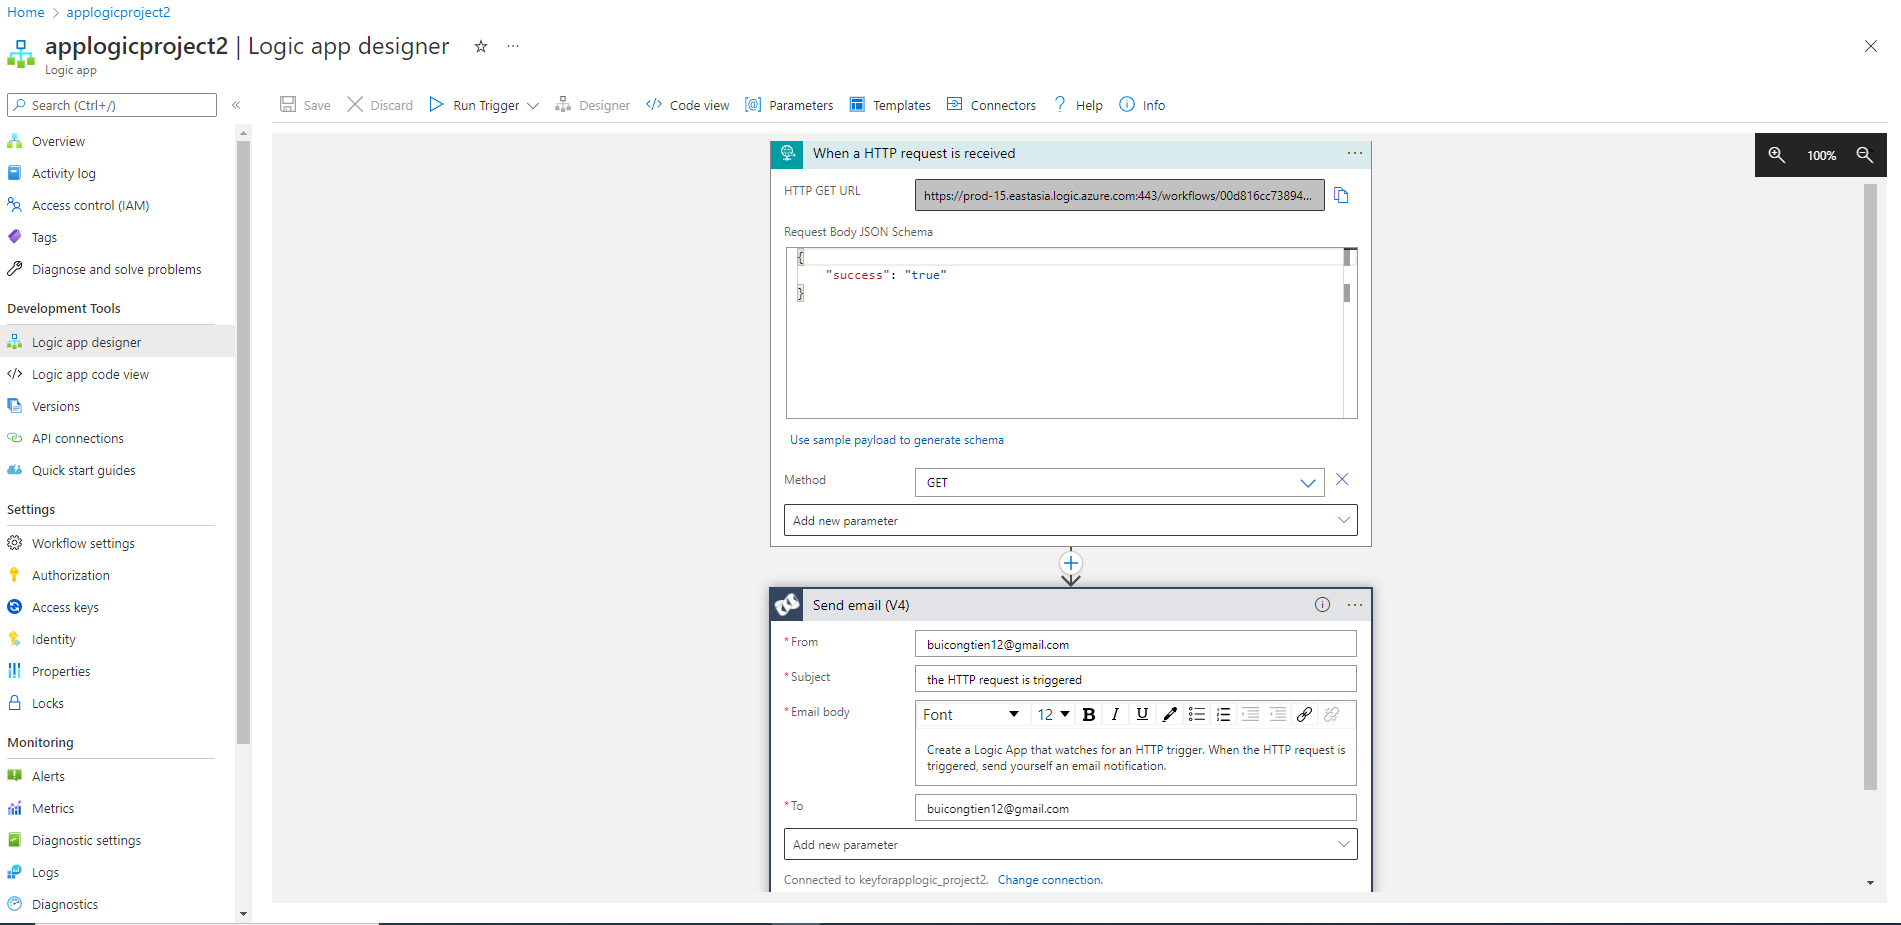 Home > applogicproject2
applogicproject2 | Logic app designer
Logic app
Search (Ctrl+/)
Overview
Activity log
Access control (IAM)
Tags
Diagnose and solve problems
Development Tools
Logic app designer
Logic app code view
Versions
API connections
Quick start guides
Settings
Workflow settings
Authorization
Access keys
Identity
Properties
Locks
Monitoring
Alerts
Metrics
Diagnostic settings
Logs
Diagnostics
Save Discard Run Trigger Designer Code view Parameters Templates Connectors Help Info
100%
When a HTTP request is received
HTTP GET URL https://prod-15.eastasia.logic.azure.com:443/workflows/00d816cc73894...
Request Body JSON Schema
{
"success": "true"
}
Use sample payload to generate schema
Method GET
Add new parameter
Send email (V4)
*From buicongtien12@gmail.com
*Subject the HTTP request is triggered
*Email body Font 12 B I U
Create a Logic App that watches for an HTTP trigger. When the HTTP request is
triggered, send yourself an email notification.
*To buicongtien12@gmail.com
Add new parameter
Connected to keyforapplogic_project2. Change connection.